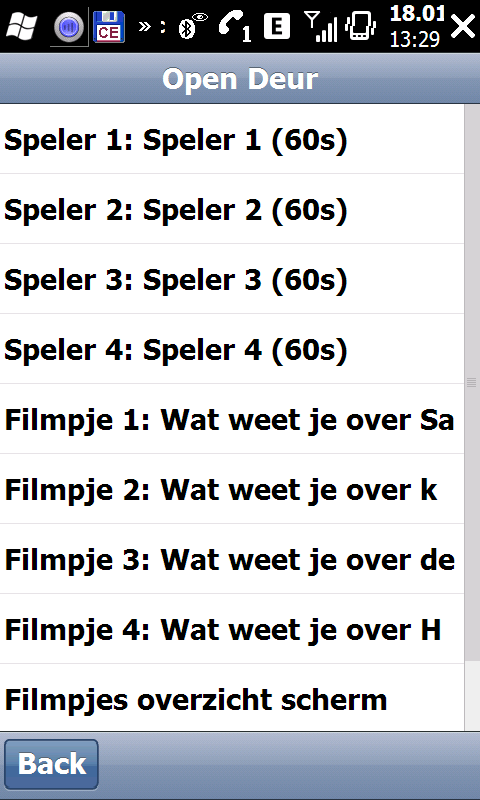 CE
» :
1
E
18.01
13:29
Open Deur
Speler 1: Speler 1 (60s)
Speler 2: Speler 2 (60s)
Speler 3: Speler 3 (60s)
Speler 4: Speler 4 (60s)
Filmpje 1: Wat weet je over Sa
Filmpje 2: Wat weet je over k
Filmpje 3: Wat weet je over de
Filmpje 4: Wat weet je over H
Filmpjes overzicht scherm
Back